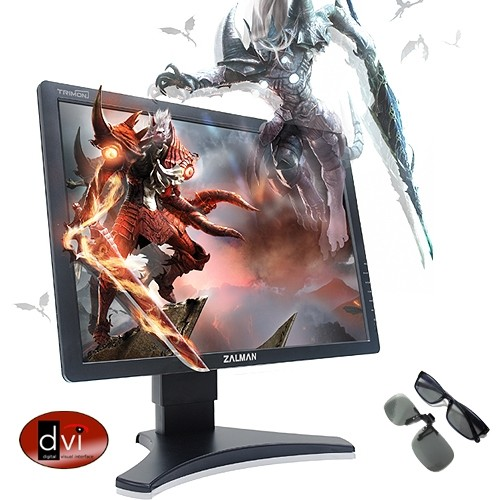 TRIMON
ZALMAN
dvi
digital visual interface